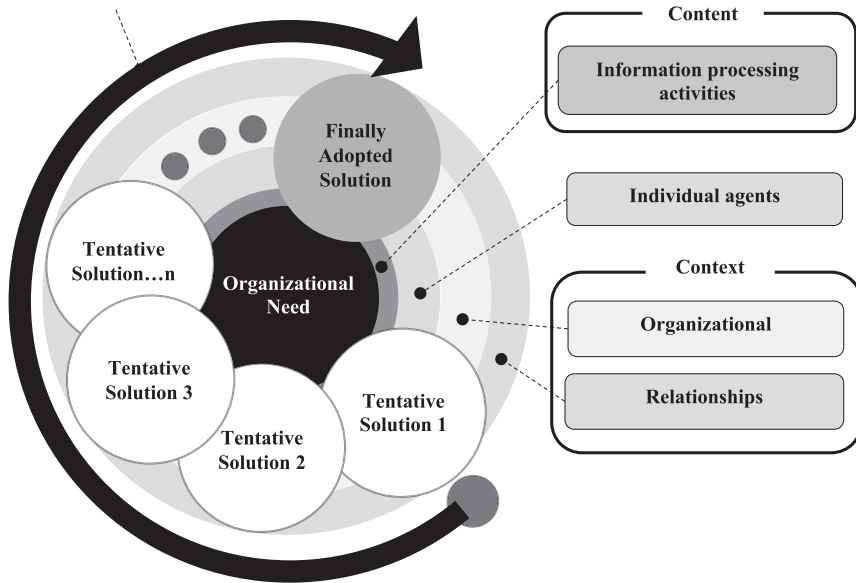 Content
Information processing
activities
Finally
Adopted
Solution
Individual agents
Tentative
Solution…n
Organizational
Need
Context
Organizational
Tentative
Solution 3
Relationships
Tentative
Solution 1
Tentative
Solution 2